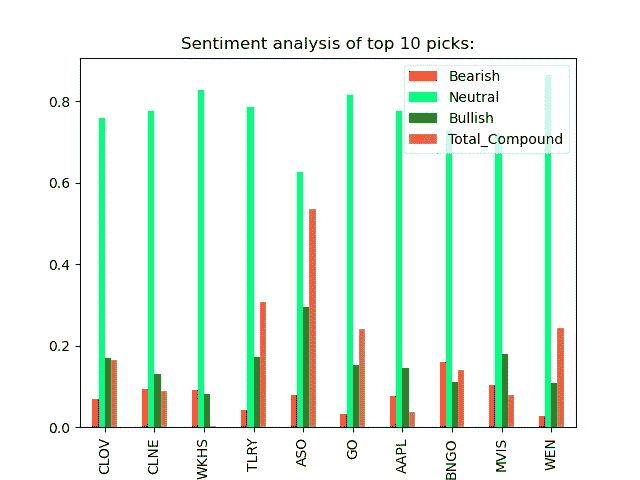 Sentiment analysis of top 10 picks:
Bearish
Neutral
Bullish
Total_Compound
0.8
0.6
0.4
0.2
0.0
CLOV
CLNE
WKHS
TLRY
ASO
GO
AAPL
BNGO
MVIS
WEN